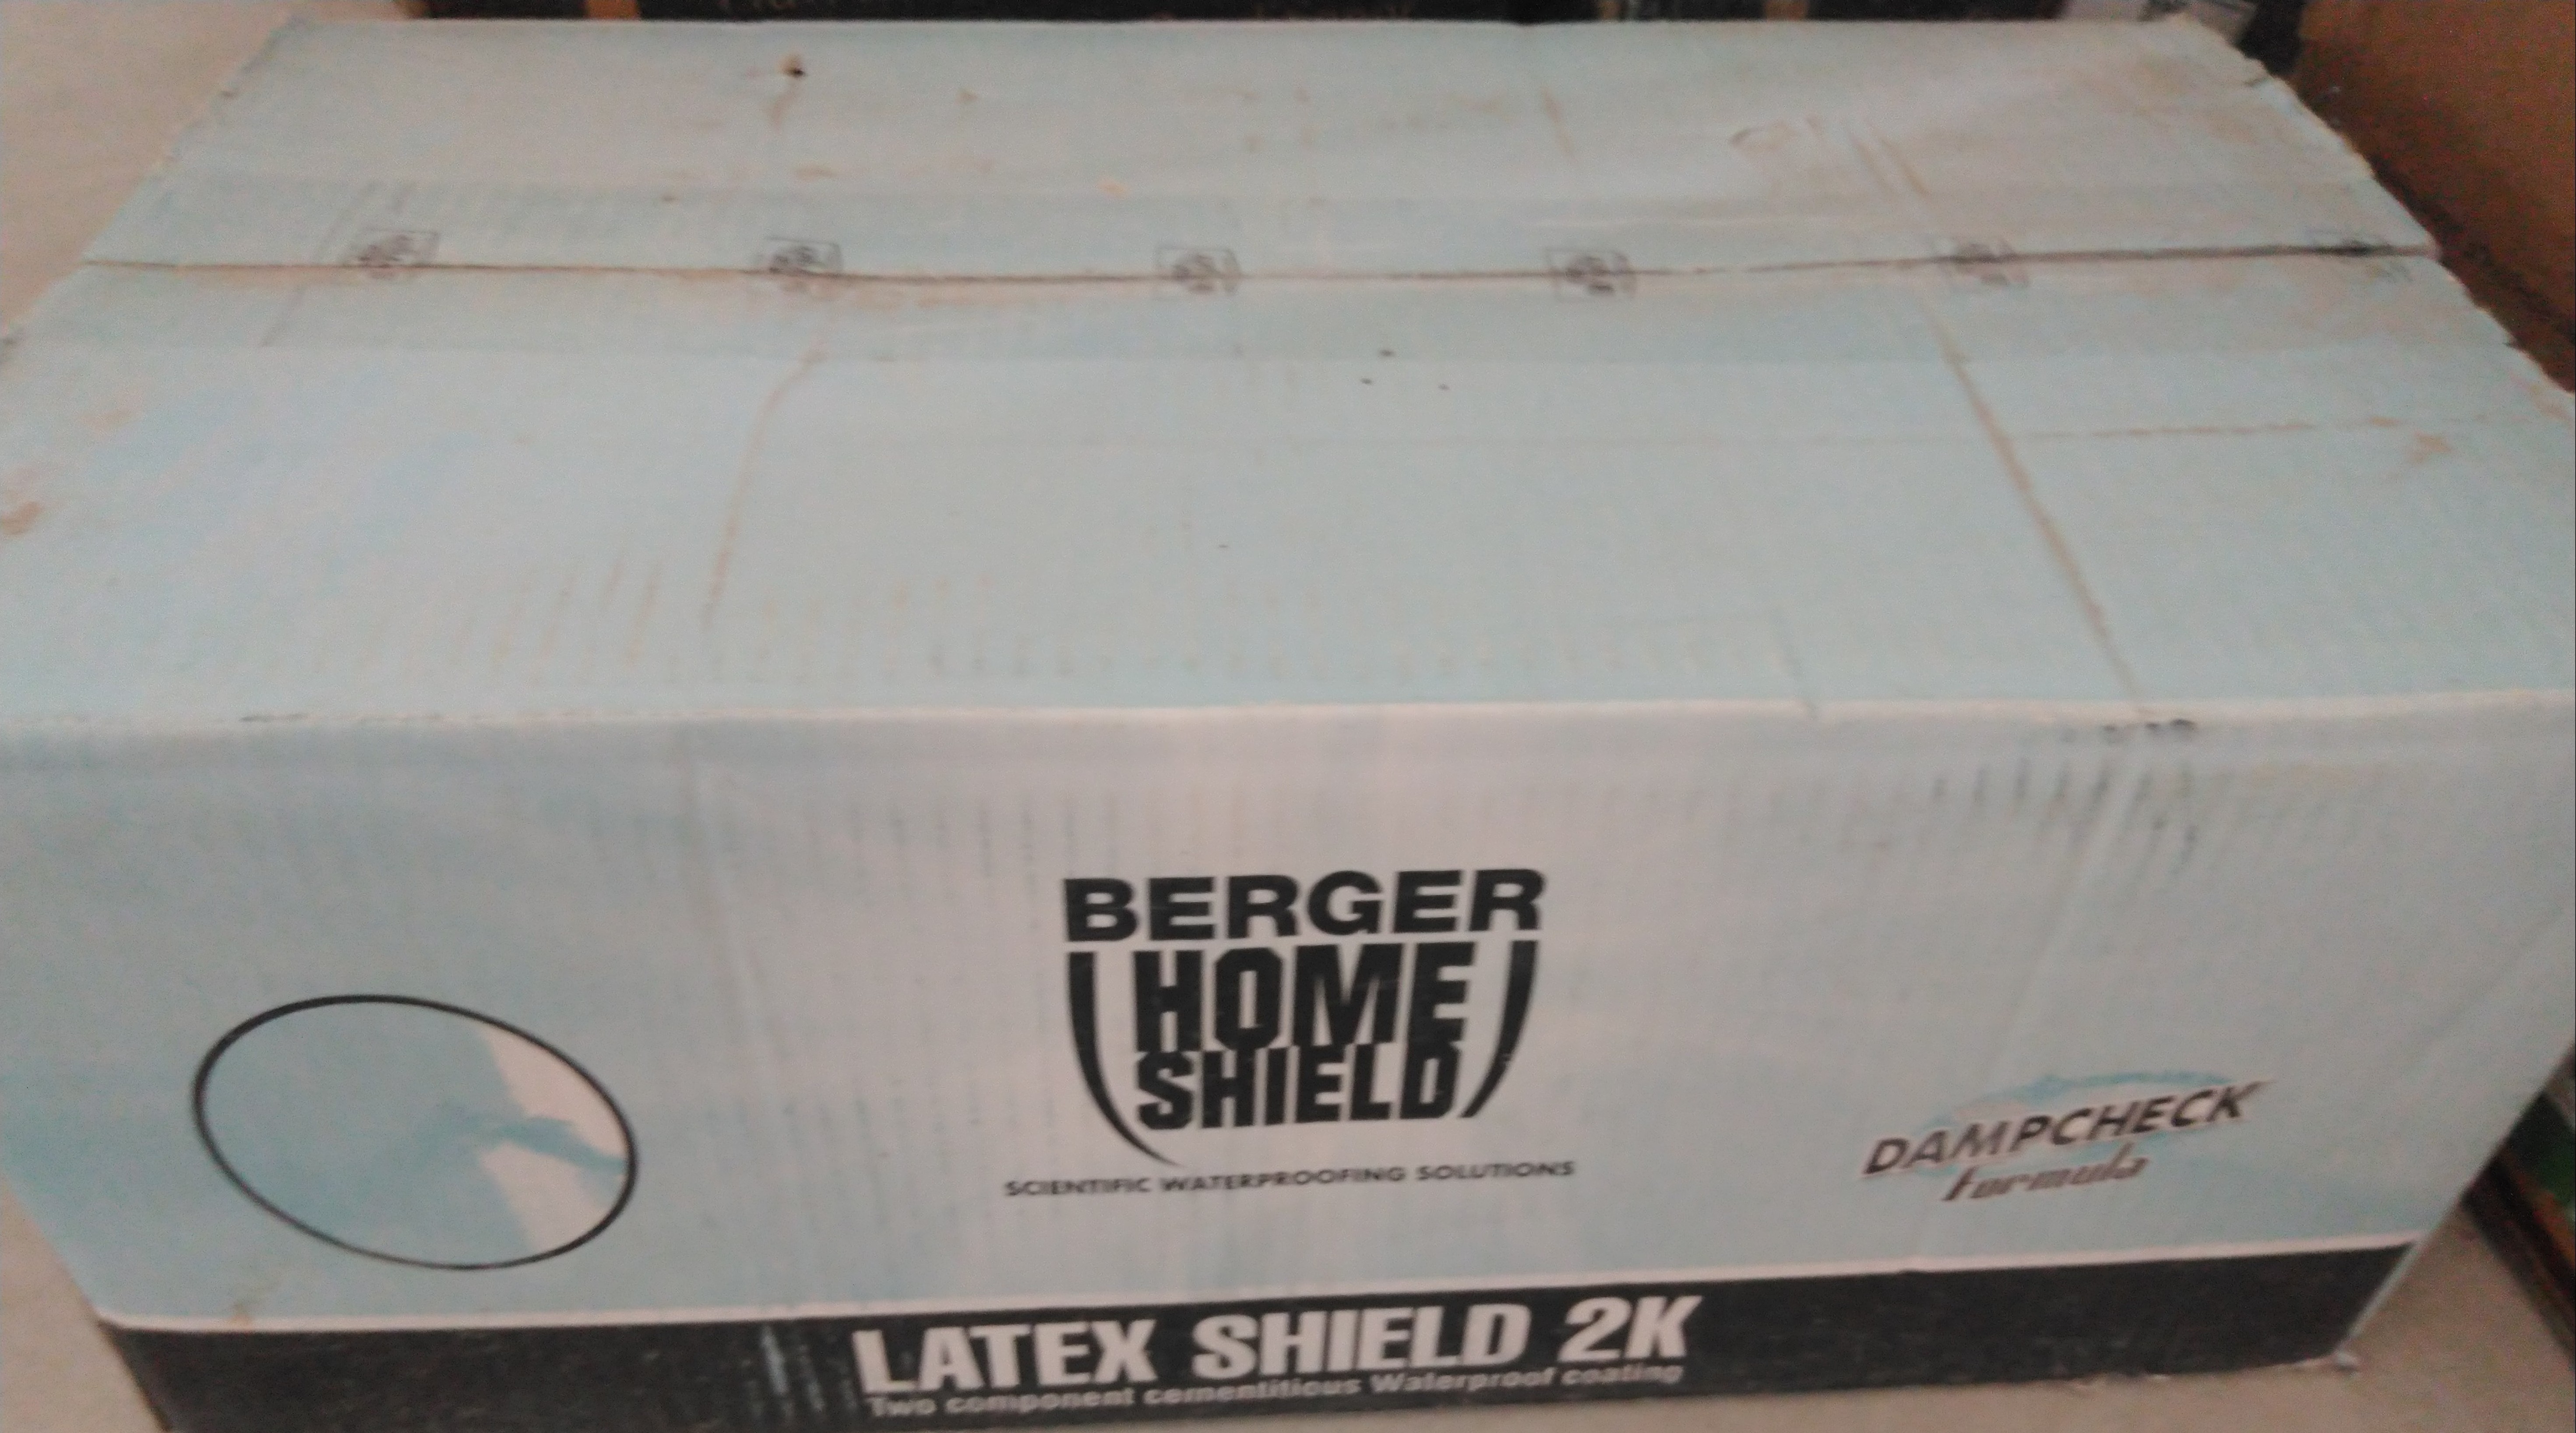 BERGER
HOME
SHIELD
SCIENTIFIC WATERPROOFING SOLUTIONS
DAMPCHECK
Formula
LATEX SHIELD 2K
Two component cementitious Waterproof coating